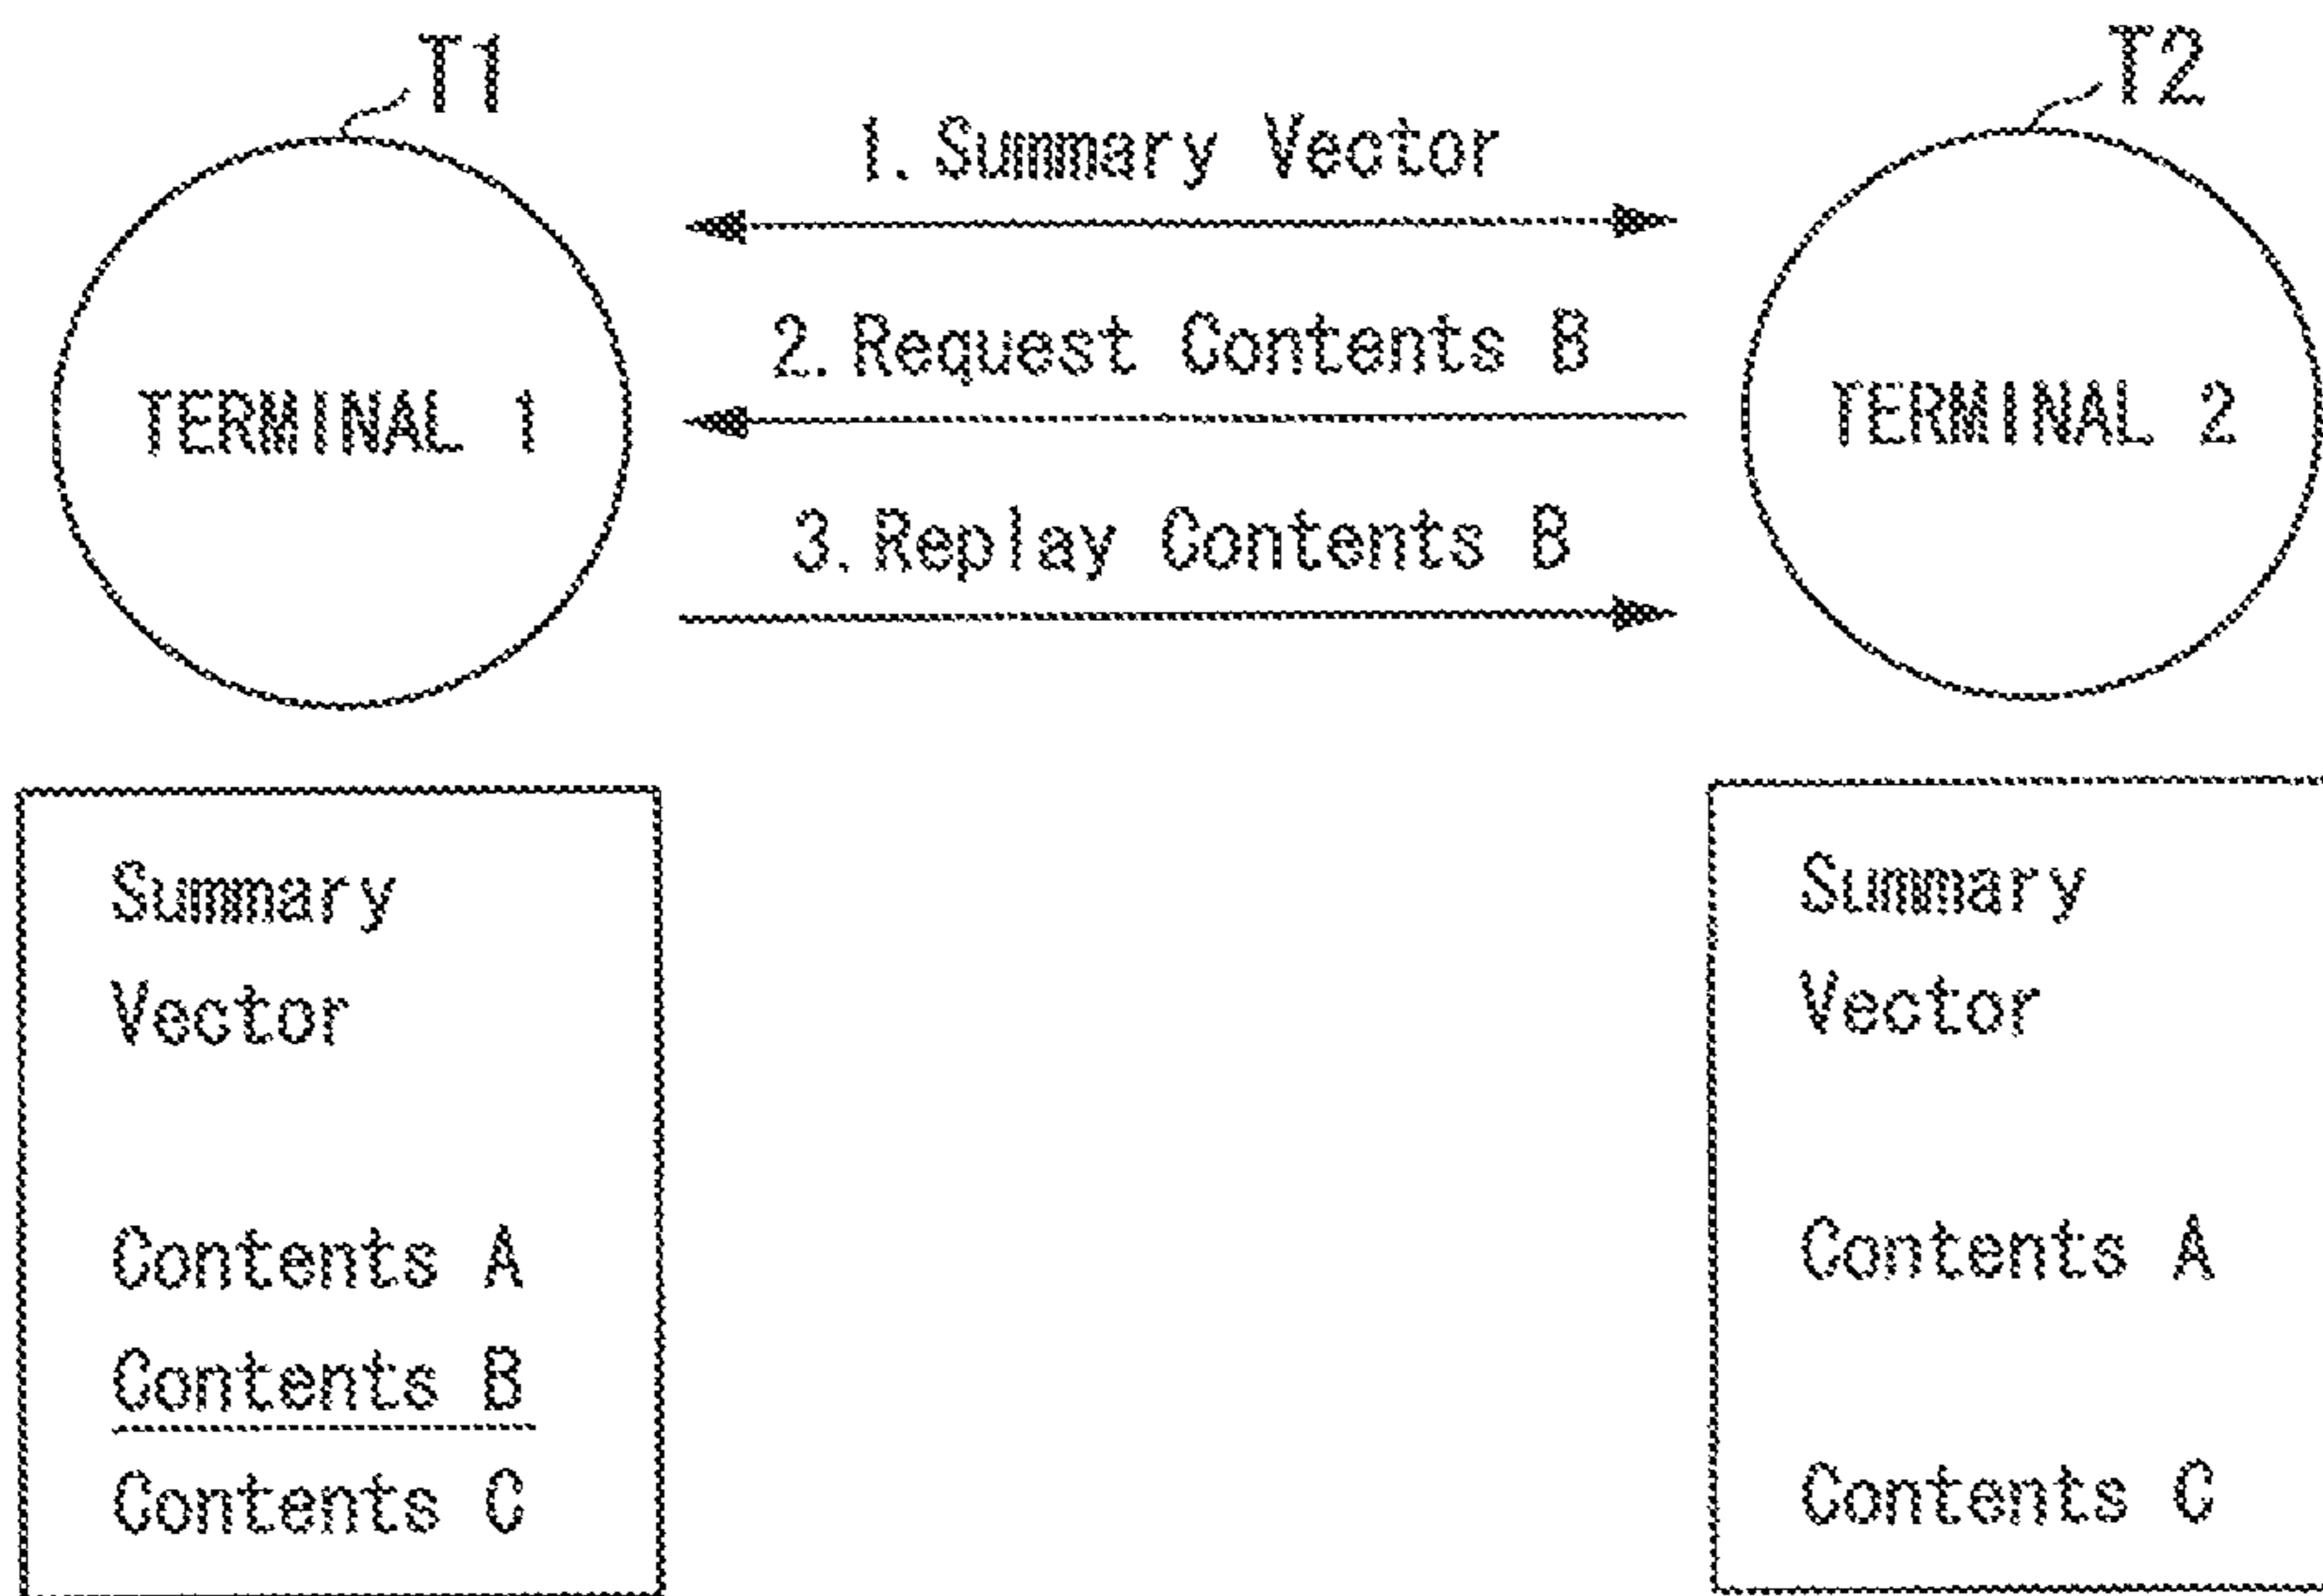 T1
T2
1. Summary Vector
2. Request Contents B
TERMINAL 1
TERMINAL 2
3. Replay Contents B
Summary
Vector
Contents A
Contents B
Contents C
Summary
Vector
Contents A
Contents C